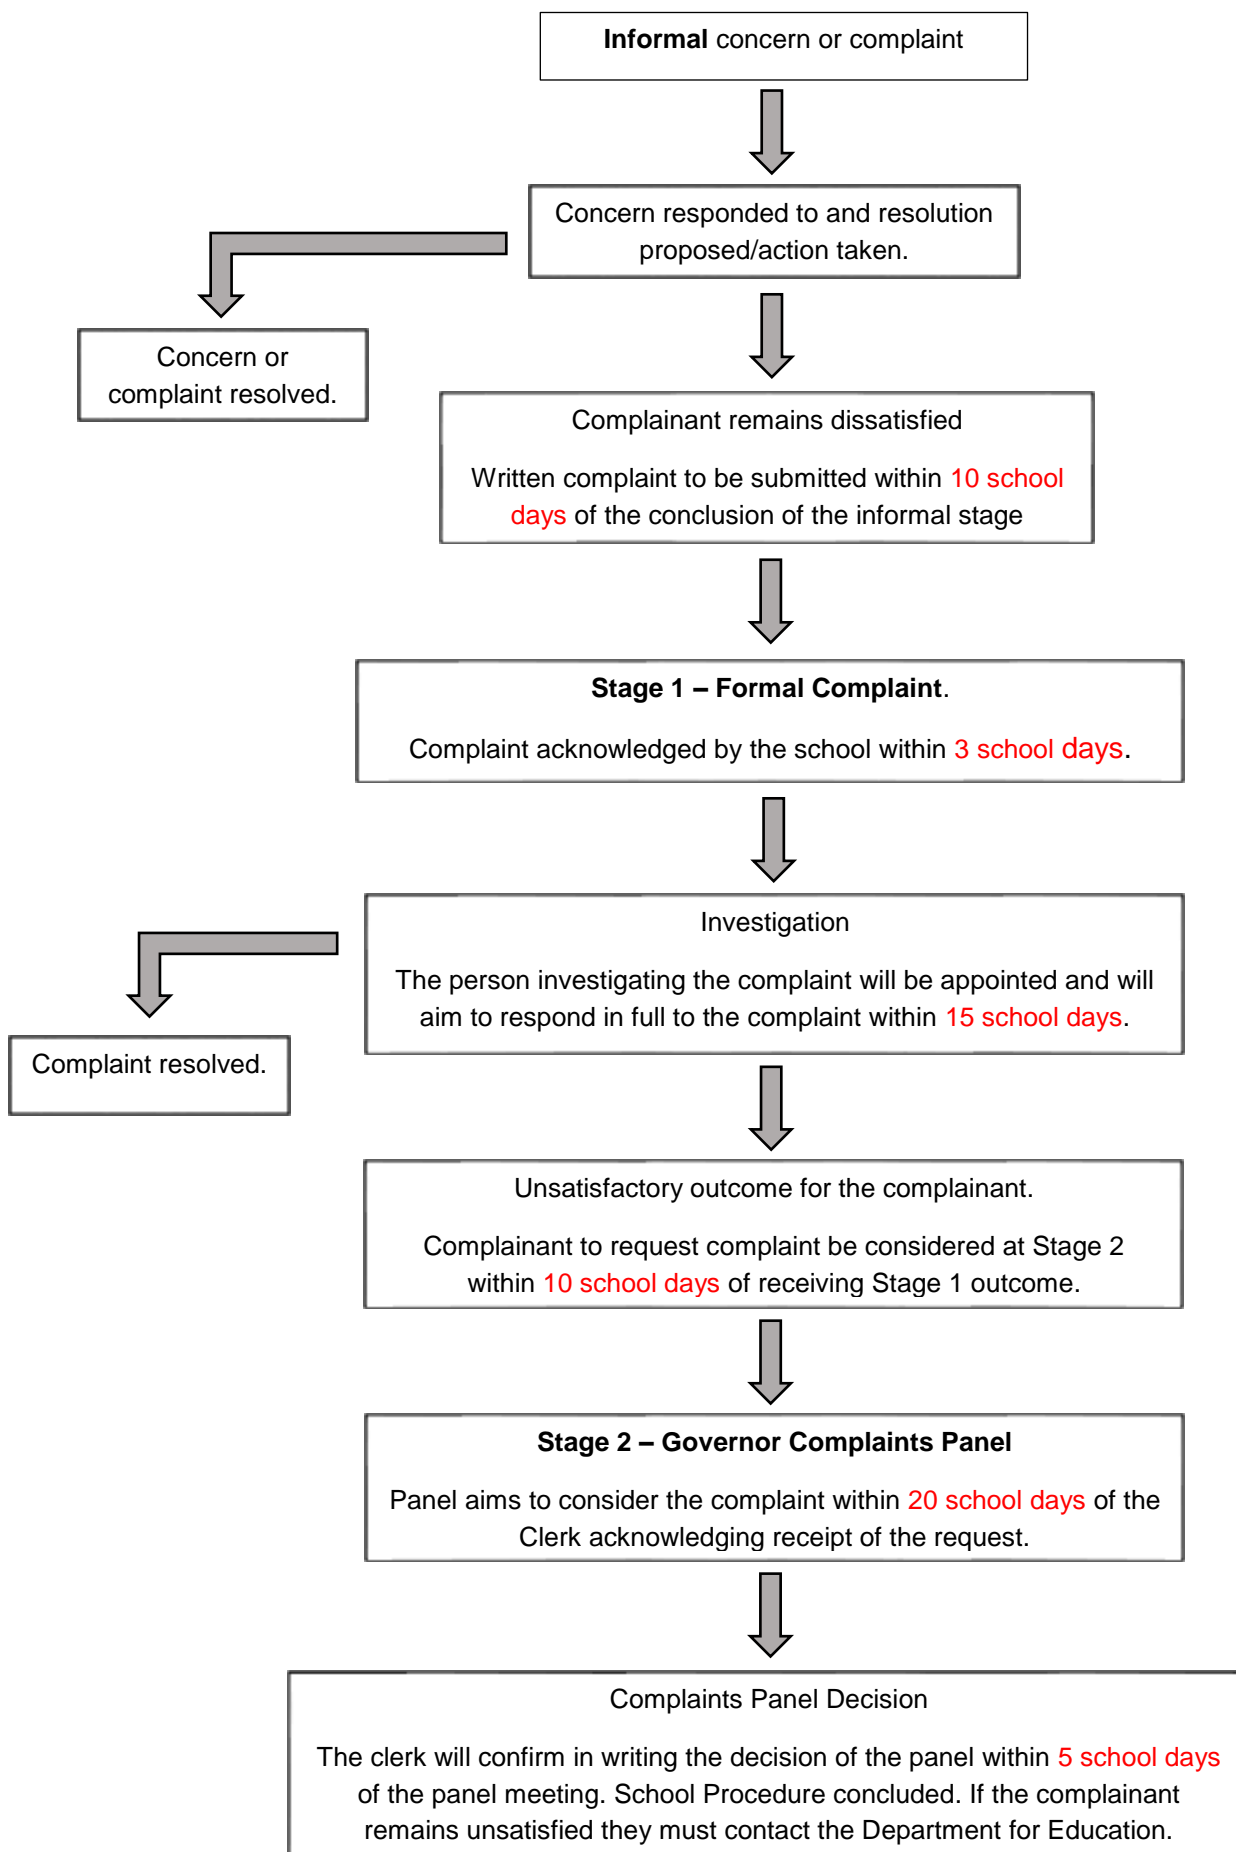 Informal concern or complaint
Concern responded to and resolution
proposed/action taken.
Concern or
complaint resolved.
Complainant remains dissatisfied
Written complaint to be submitted within 10 school
days of the conclusion of the informal stage
Stage 1 – Formal Complaint.
Complaint acknowledged by the school within 3 school days.
Investigation
The person investigating the complaint will be appointed and will
aim to respond in full to the complaint within 15 school days.
Complaint resolved.
Unsatisfactory outcome for the complainant.
Complainant to request complaint be considered at Stage 2
within 10 school days of receiving Stage 1 outcome.
Stage 2 – Governor Complaints Panel
Panel aims to consider the complaint within 20 school days of the
Clerk acknowledging receipt of the request.
Complaints Panel Decision
The clerk will confirm in writing the decision of the panel within 5 school days
of the panel meeting. School Procedure concluded. If the complainant
remains unsatisfied they must contact the Department for Education.